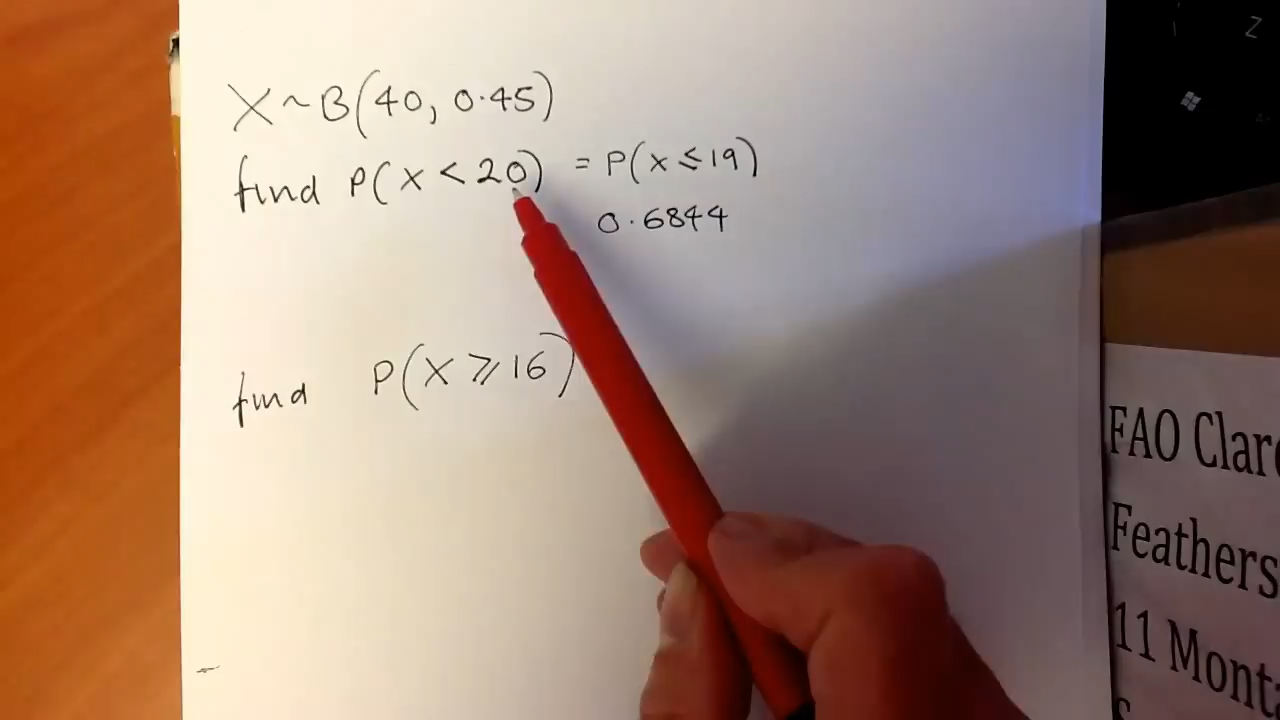 X ~ B(40, 0.45)
find P(X < 20) = P(X ≤ 19)
0.6844
find P(X ⩾ 16)
Z
FAO Clar
Feathers
11 Mont